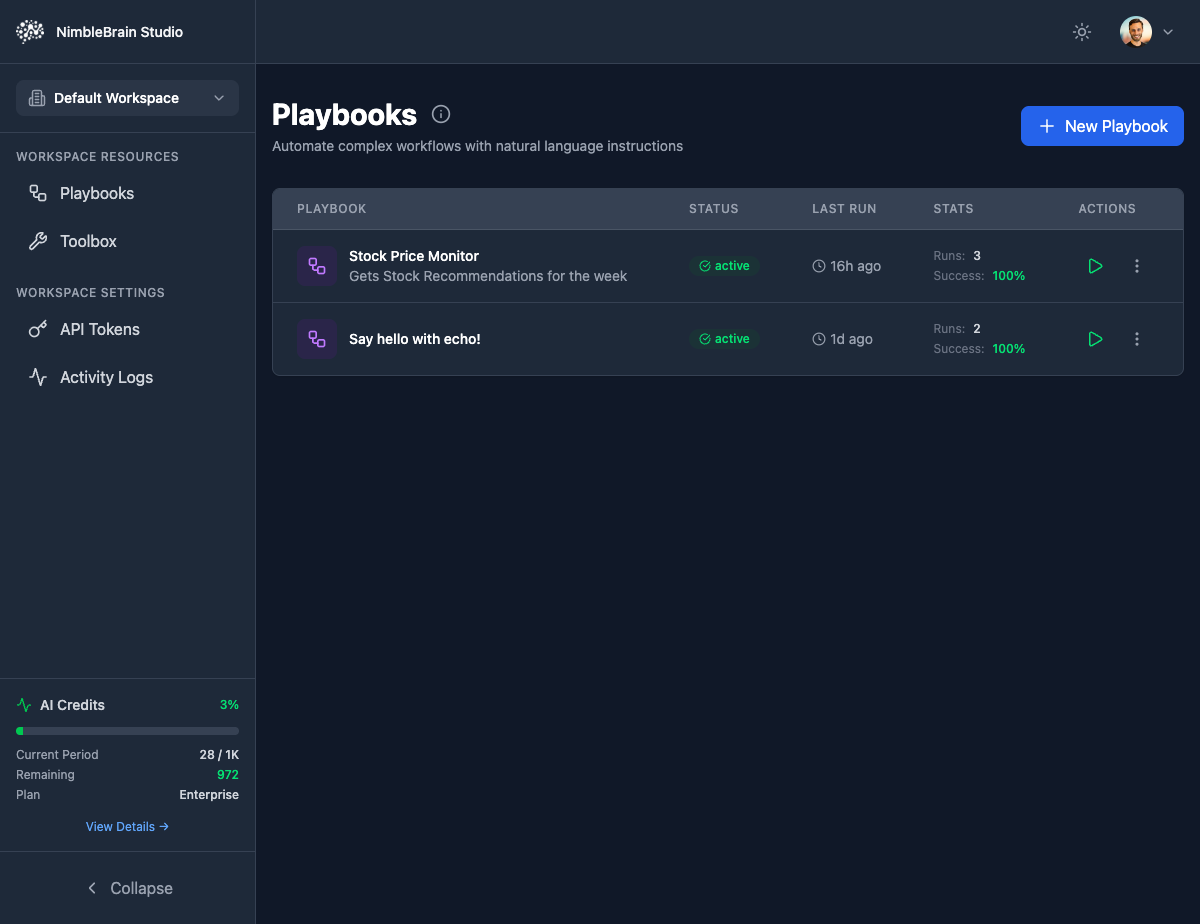 NimbleBrain Studio
Default Workspace
WORKSPACE RESOURCES
Playbooks
Toolbox
WORKSPACE SETTINGS
API Tokens
Activity Logs
AI Credits 3%
Current Period 28 / 1K
Remaining 972
Plan Enterprise
View Details →
Collapse
Playbooks
Automate complex workflows with natural language instructions
New Playbook
PLAYBOOK STATUS LAST RUN STATS ACTIONS
Stock Price Monitor
Gets Stock Recommendations for the week
active
16h ago
Runs: 3
Success: 100%
Say hello with echo!
active
1d ago
Runs: 2
Success: 100%